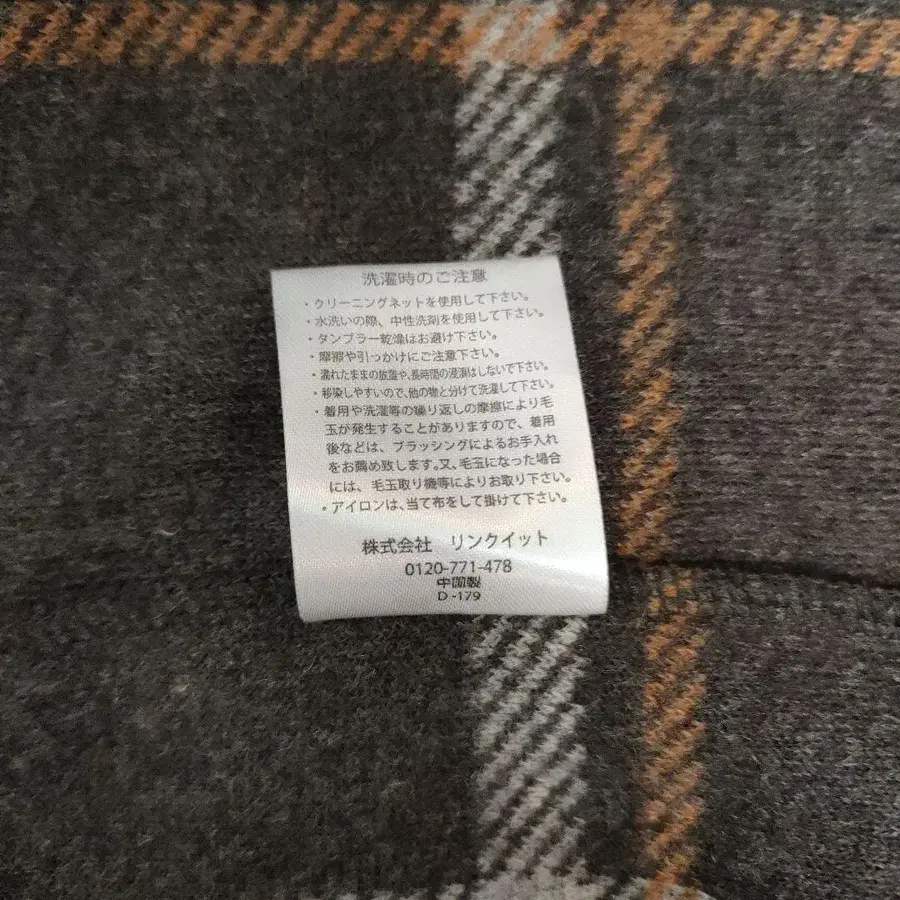 洗濯時のご注意
・クリーニングネットを使用して下さい。
・水洗いの際、中性洗剤を使用して下さい。
・タンブラー乾燥はお避け下さい。
・摩擦や引っかけにご注意下さい。
・濡れたままの放置や、長時間の浸漬はしないで下さい。
・移染しやすいので、他の物と分けて洗濯して下さい。
・着用や洗濯等の繰り返しの摩擦により毛
玉が発生することがありますので、着用
後などは、ブラッシングによるお手入れ
をお薦め致します。又、毛玉になった場合
には、毛玉取り機等によりお取り下さい。
・アイロンは、当て布をして掛けて下さい。
株式会社 リンクイット
0120-771-478
中国製
D-179